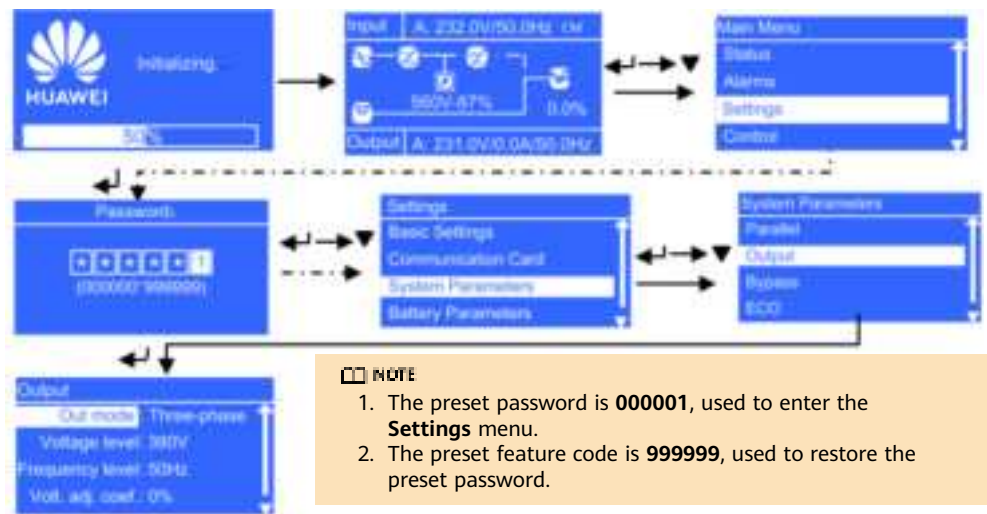 Initializing...
HUAWEI
50%
Input A: 232.0V/50.0Hz
560V-67%
0.0%
Output A: 231.0V/0.0A/50.0Hz
Main Menu
Status
Alarms
Settings
Control
Password:
* * * * * 1
(000000~999999)
Settings
Basic Settings
Communication Card
System Parameters
Battery Parameters
System Parameters
Parallel
Output
Bypass
ECO
Output
Out mode: Three-phase
Voltage level: 380V
Frequency level: 50Hz
Volt. adj. coef.: 0%
NOTE
1. The preset password is 000001, used to enter the
Settings menu.
2. The preset feature code is 999999, used to restore the
preset password.